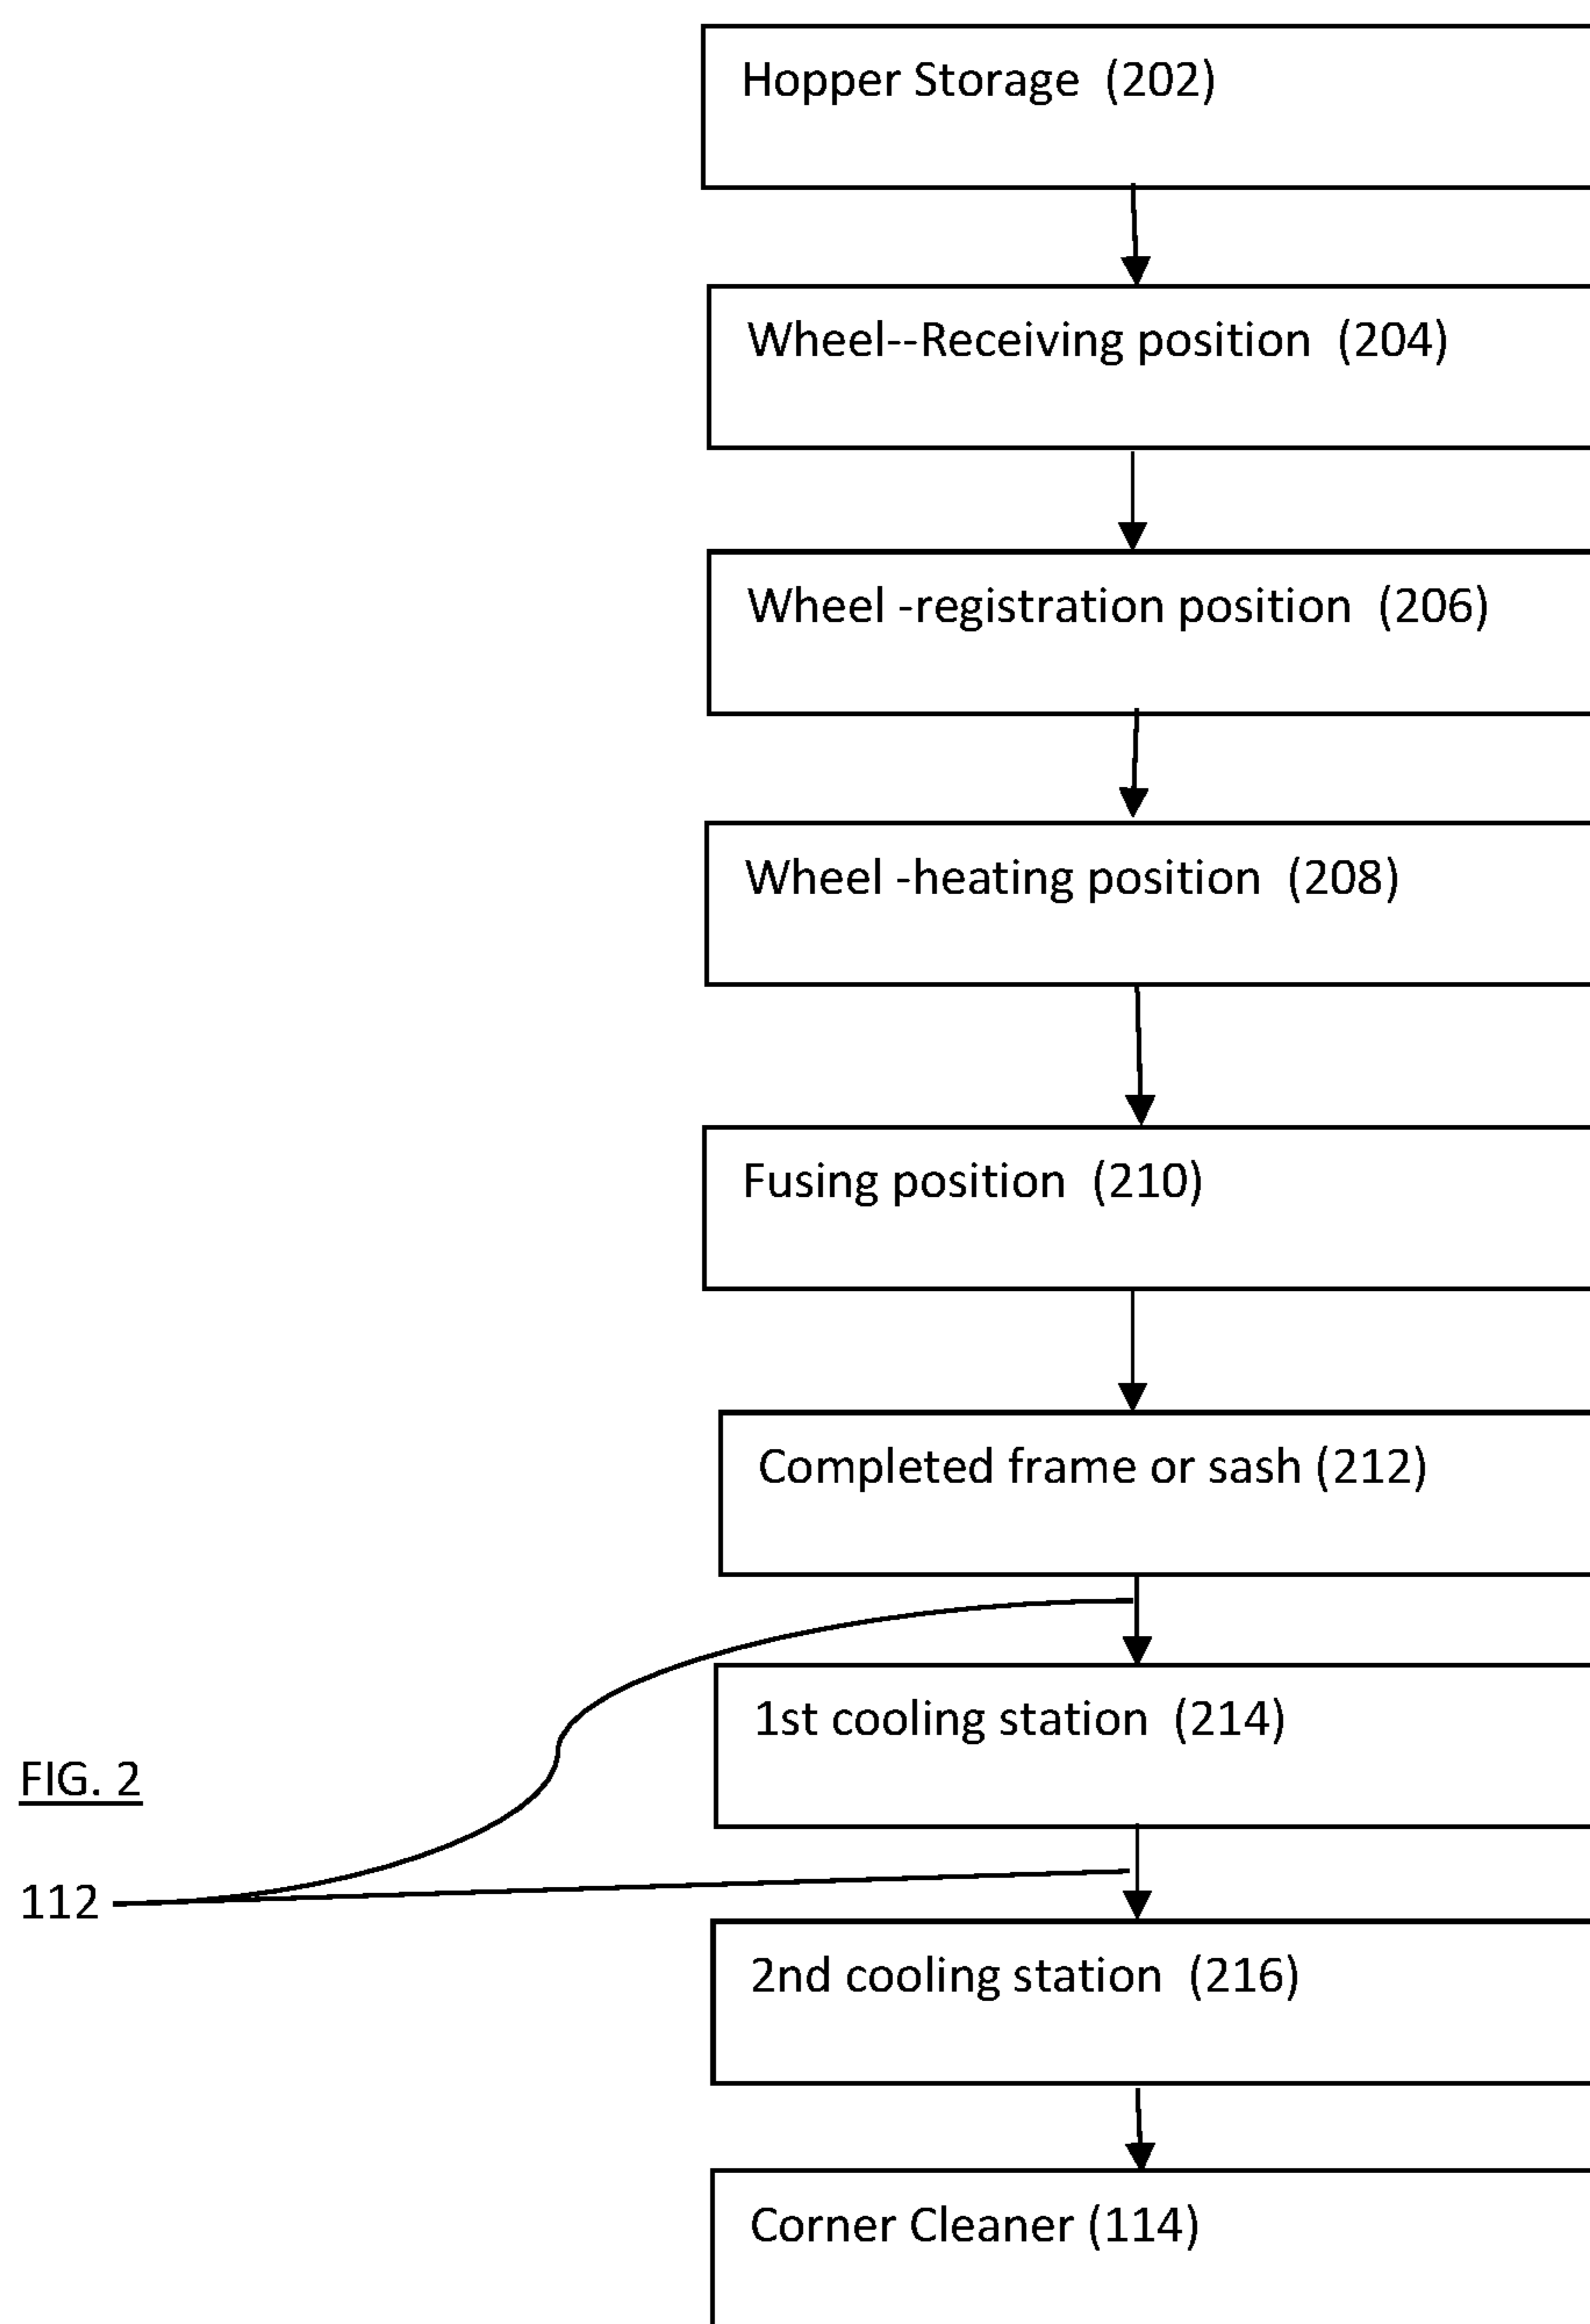 Hopper Storage (202)
Wheel--Receiving position (204)
Wheel -registration position (206)
Wheel -heating position (208)
Fusing position (210)
Completed frame or sash (212)
1st cooling station (214)
FIG. 2
112
2nd cooling station (216)
Corner Cleaner (114)